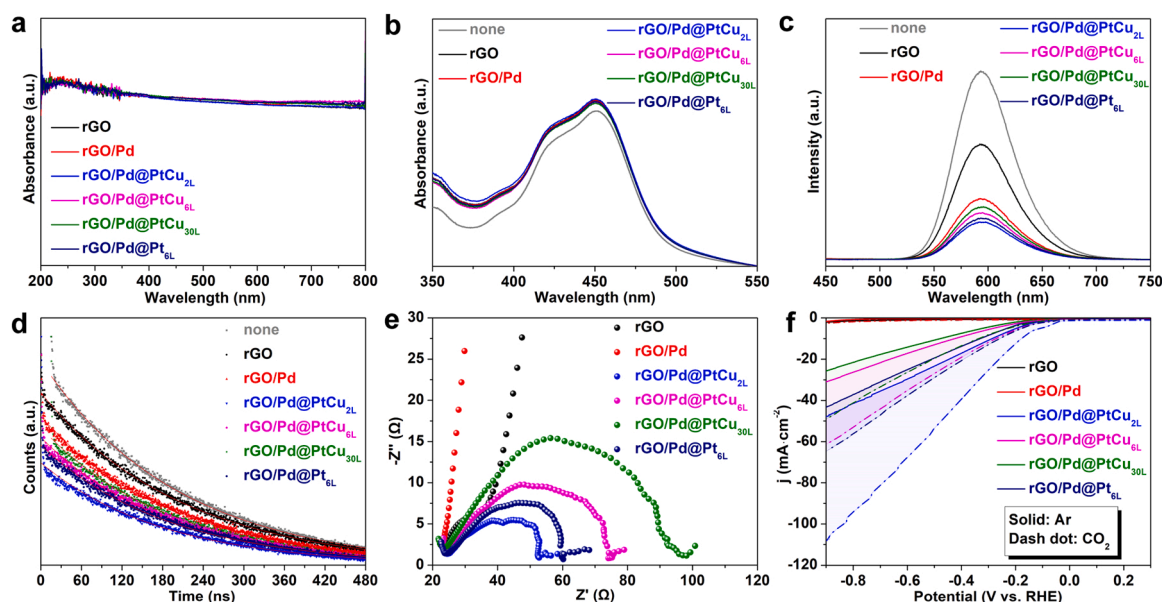 a
Absorbance (a.u.)
rGO
rGO/Pd
rGO/Pd@PtCu2L
rGO/Pd@PtCu6L
rGO/Pd@PtCu30L
rGO/Pd@Pt6L
200 300 400 500 600 700 800
Wavelength (nm)
b
Absorbance (a.u.)
none
rGO
rGO/Pd
rGO/Pd@PtCu2L
rGO/Pd@PtCu6L
rGO/Pd@PtCu30L
rGO/Pd@Pt6L
350 400 450 500 550
Wavelength (nm)
c
Intensity (a.u.)
none
rGO
rGO/Pd
rGO/Pd@PtCu2L
rGO/Pd@PtCu6L
rGO/Pd@PtCu30L
rGO/Pd@Pt6L
450 500 550 600 650 700 750
Wavelength (nm)
d
Counts (a.u.)
none
rGO
rGO/Pd
rGO/Pd@PtCu2L
rGO/Pd@PtCu6L
rGO/Pd@PtCu30L
rGO/Pd@Pt6L
0 60 120 180 240 300 360 420 480
Time (ns)
e
-Z'' (Ω)
30
25
20
15
10
5
0
rGO
rGO/Pd
rGO/Pd@PtCu2L
rGO/Pd@PtCu6L
rGO/Pd@PtCu30L
rGO/Pd@Pt6L
20 40 60 80 100 120
Z' (Ω)
f
j (mA·cm-2)
0
-20
-40
-60
-80
-100
-120
rGO
rGO/Pd
rGO/Pd@PtCu2L
rGO/Pd@PtCu6L
rGO/Pd@PtCu30L
rGO/Pd@Pt6L
Solid: Ar
Dash dot: CO2
-0.8 -0.6 -0.4 -0.2 0.0 0.2
Potential (V vs. RHE)